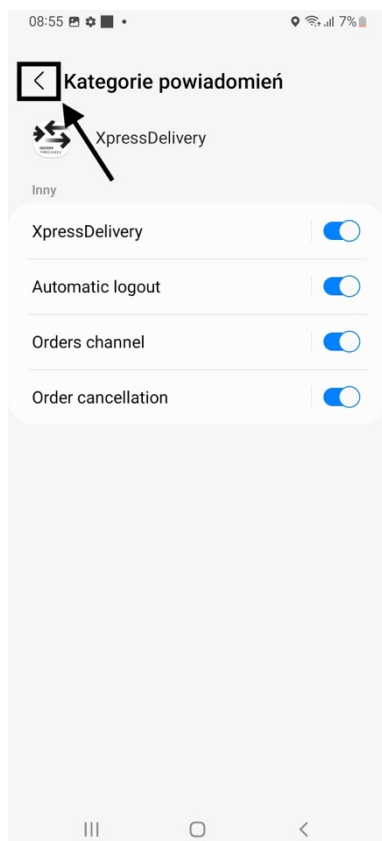 08:55
7%
Kategorie powiadomień
XpressDelivery
Inny
XpressDelivery
Automatic logout
Orders channel
Order cancellation